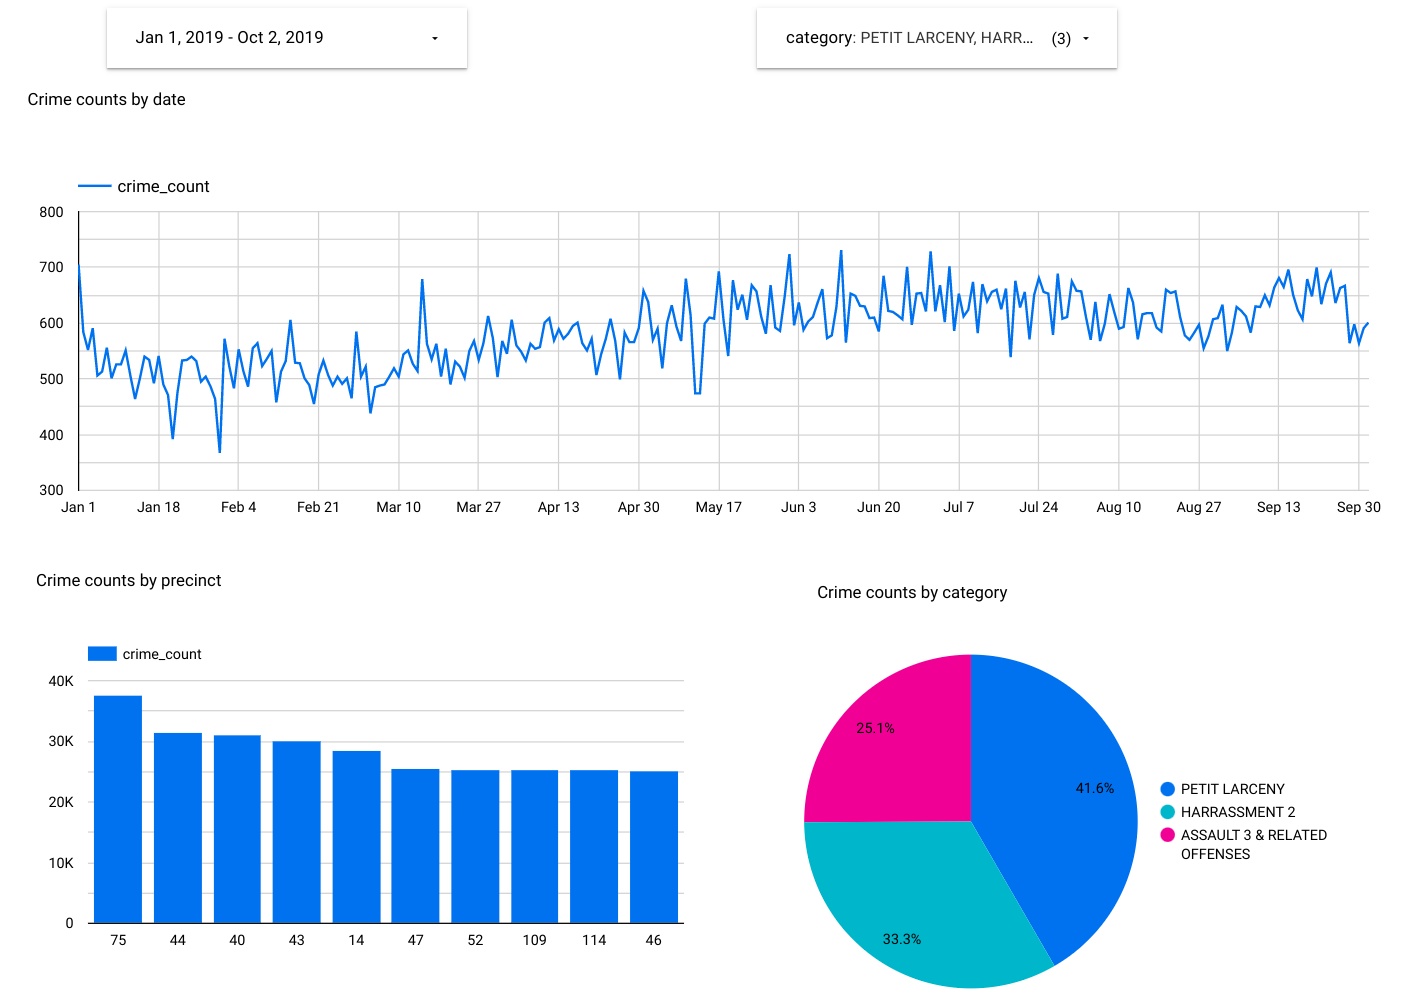 Jan 1, 2019 - Oct 2, 2019
category: PETIT LARCENY, HARR... (3)
Crime counts by date
crime_count
800
700
600
500
400
300
Jan 1 Jan 18 Feb 4 Feb 21 Mar 10 Mar 27 Apr 13 Apr 30 May 17 Jun 3 Jun 20 Jul 7 Jul 24 Aug 10 Aug 27 Sep 13 Sep 30
Crime counts by precinct
crime_count
40K
30K
20K
10K
0
75 44 40 43 14 47 52 109 114 46
Crime counts by category
25.1%
41.6%
33.3%
PETIT LARCENY
HARRASSMENT 2
ASSAULT 3 & RELATED
OFFENSES